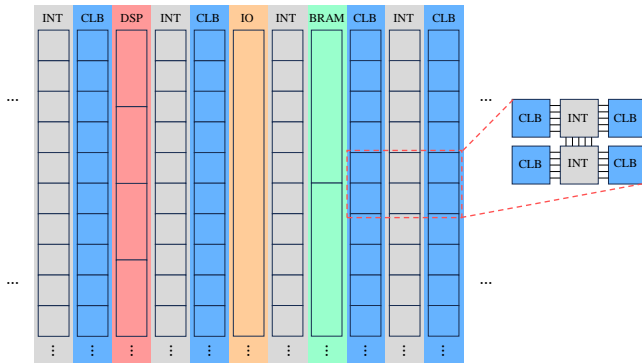 INT CLB DSP INT CLB IO INT BRAM CLB INT CLB
... ...
CLB INT CLB
CLB INT CLB
... ...
⋮ ⋮ ⋮ ⋮ ⋮ ⋮ ⋮ ⋮ ⋮ ⋮ ⋮